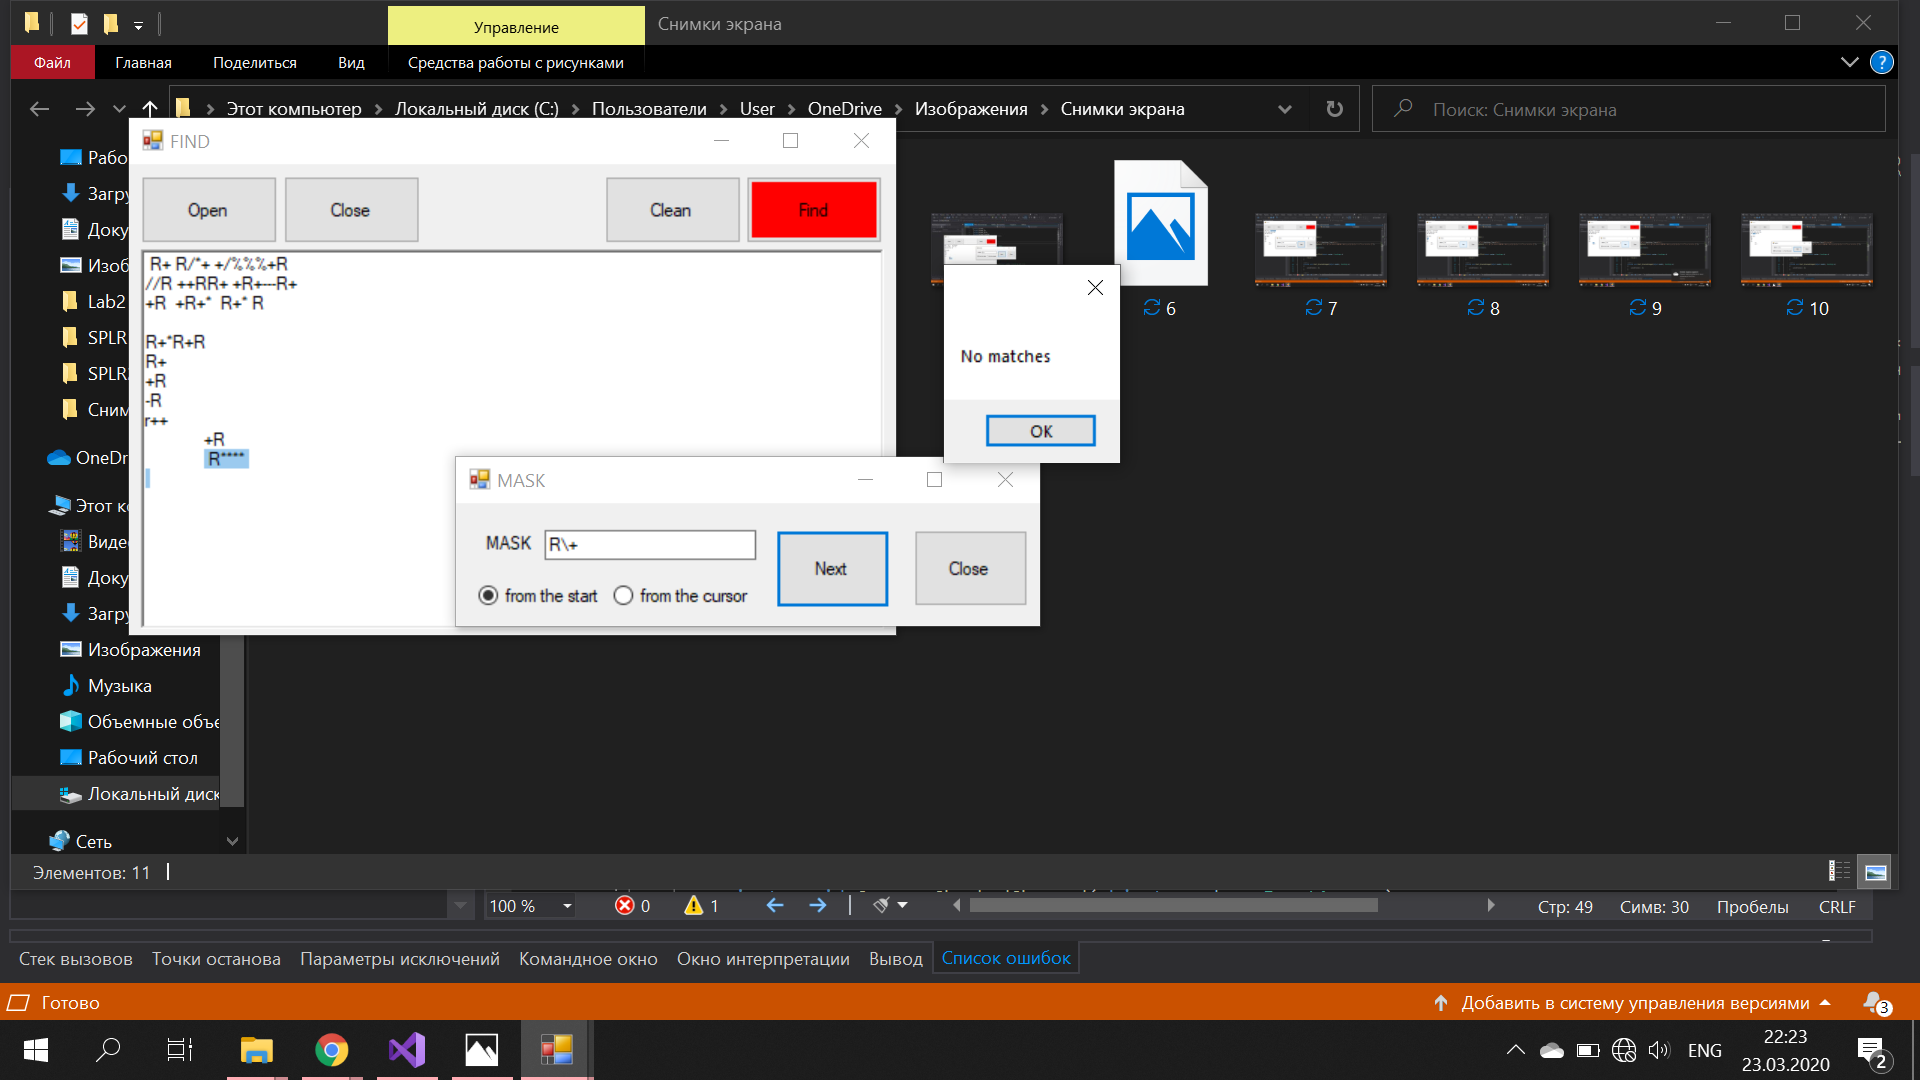 Управление
Снимки экрана
Файл
Главная
Поделиться
Вид
Средства работы с рисунками
Этот компьютер
Локальный диск (C:)
Пользователи
User
OneDrive
Изображения
Снимки экрана
Поиск: Снимки экрана
FIND
Open
Close
Clean
Find
R+ R/*+ +/%%%+R
//R ++RR+ +R+---R+
+R +R+* R+* R
R+*R+R
R+
+R
-R
r++
+R
R****
Рабо
Загру
Доку
Изоб
Lab2
SPLR
SPLR
Сним
OneDr
Этот к
Виде
Доку
Загру
Изображения
Музыка
Объемные объе
Рабочий стол
Локальный диск
Сеть
6
7
8
9
10
No matches
OK
MASK
MASK
R\+
from the start
from the cursor
Next
Close
Элементов: 11
100 %
0
1
Стр: 49
Симв: 30
Пробелы
CRLF
Стек вызовов
Точки останова
Параметры исключений
Командное окно
Окно интерпретации
Вывод
Список ошибок
Готово
Добавить в систему управления версиями
3
ENG
22:23
23.03.2020
2